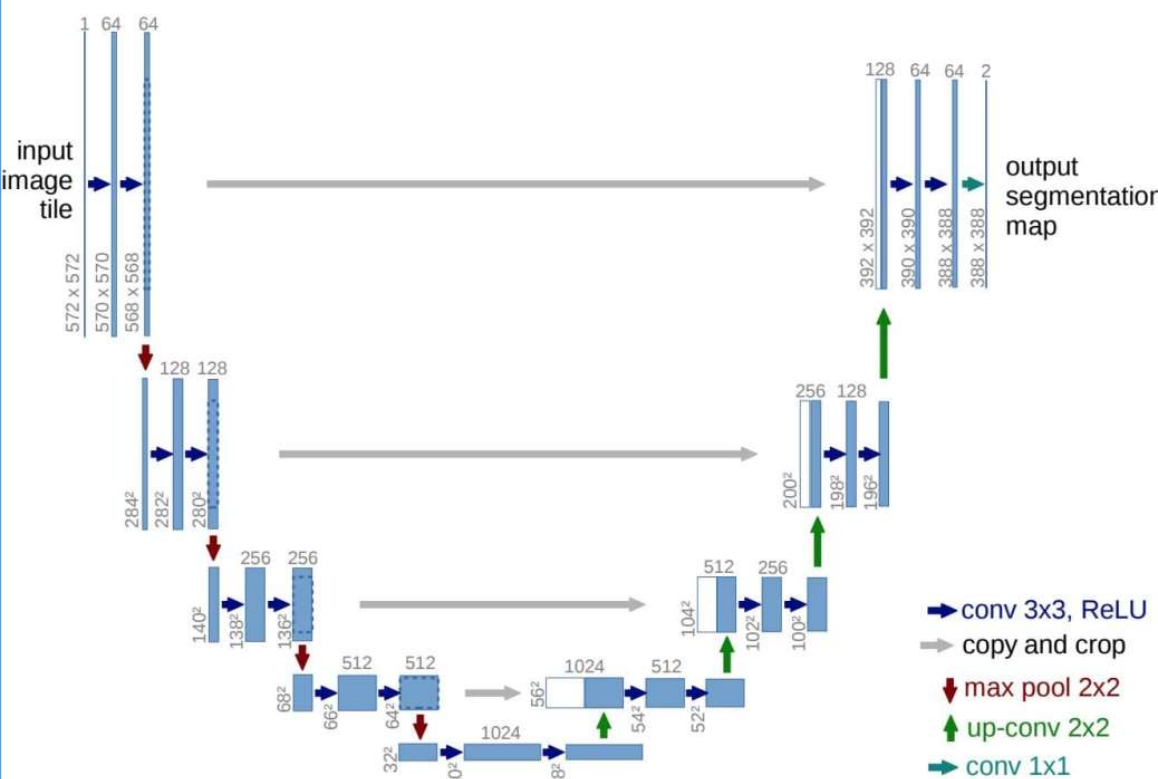 1 64 64
input
image
tile
572 x 572
570 x 570
568 x 568
128 64 64 2
output
segmentation
map
392 x 392
390 x 390
388 x 388
388 x 388
128 128
284²
282²
280²
256 128
200²
198²
196²
256 256
140²
138²
136²
512 256
104²
102²
100²
512 512
68²
66²
64²
1024 512
56²
54²
52²
1024
32²
0²
8²
conv 3x3, ReLU
copy and crop
max pool 2x2
up-conv 2x2
conv 1x1